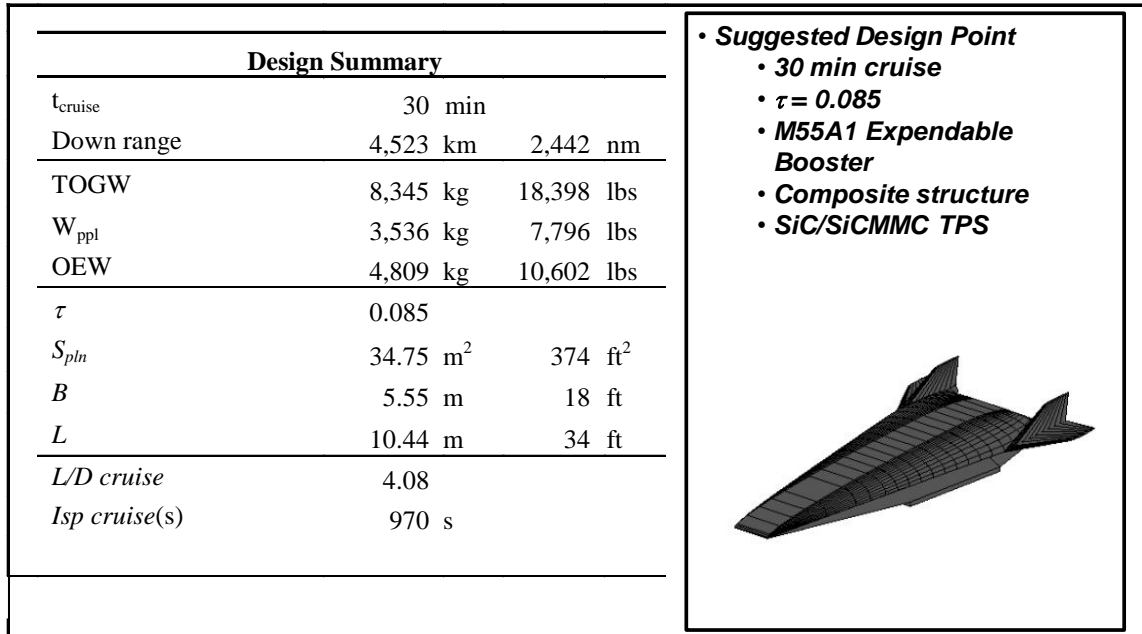 Design Summary
t_cruise 30 min
Down range 4,523 km 2,442 nm
TOGW 8,345 kg 18,398 lbs
W_ppl 3,536 kg 7,796 lbs
OEW 4,809 kg 10,602 lbs
τ 0.085
S_pln 34.75 m² 374 ft²
B 5.55 m 18 ft
L 10.44 m 34 ft
L/D cruise 4.08
Isp cruise(s) 970 s
• Suggested Design Point
• 30 min cruise
• τ = 0.085
• M55A1 Expendable
Booster
• Composite structure
• SiC/SiCMMC TPS